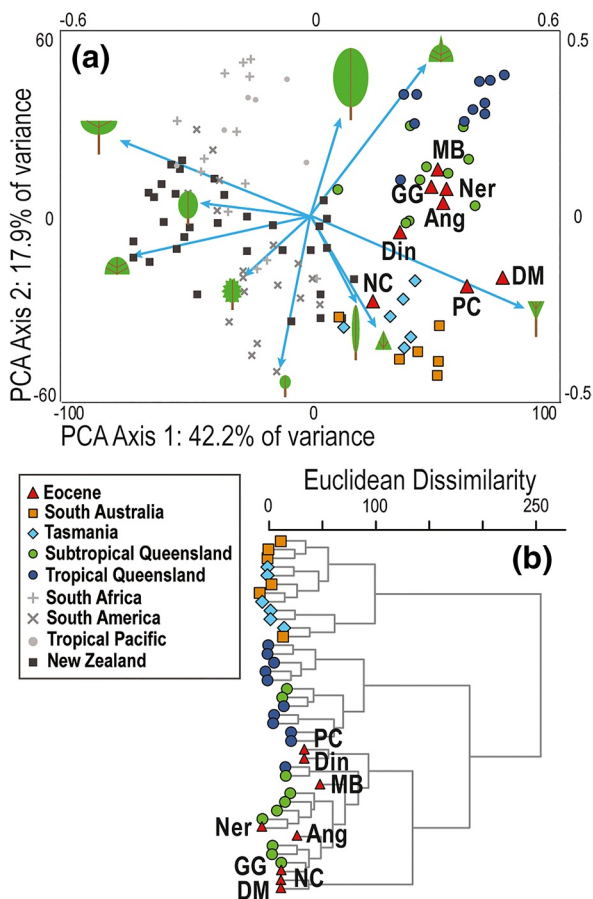 -0.6 0 0.6
60 (a) 0.5
MB
GG Ner
Ang
0 0
Din
NC DM
PC
-60 -0.5
-100 0 100
PCA Axis 2: 17.9% of variance
PCA Axis 1: 42.2% of variance
Euclidean Dissimilarity
0 100 250
(b)
Eocene
South Australia
Tasmania
Subtropical Queensland
Tropical Queensland
South Africa
South America
Tropical Pacific
New Zealand
PC
Din
MB
Ner
Ang
GG
NC
DM